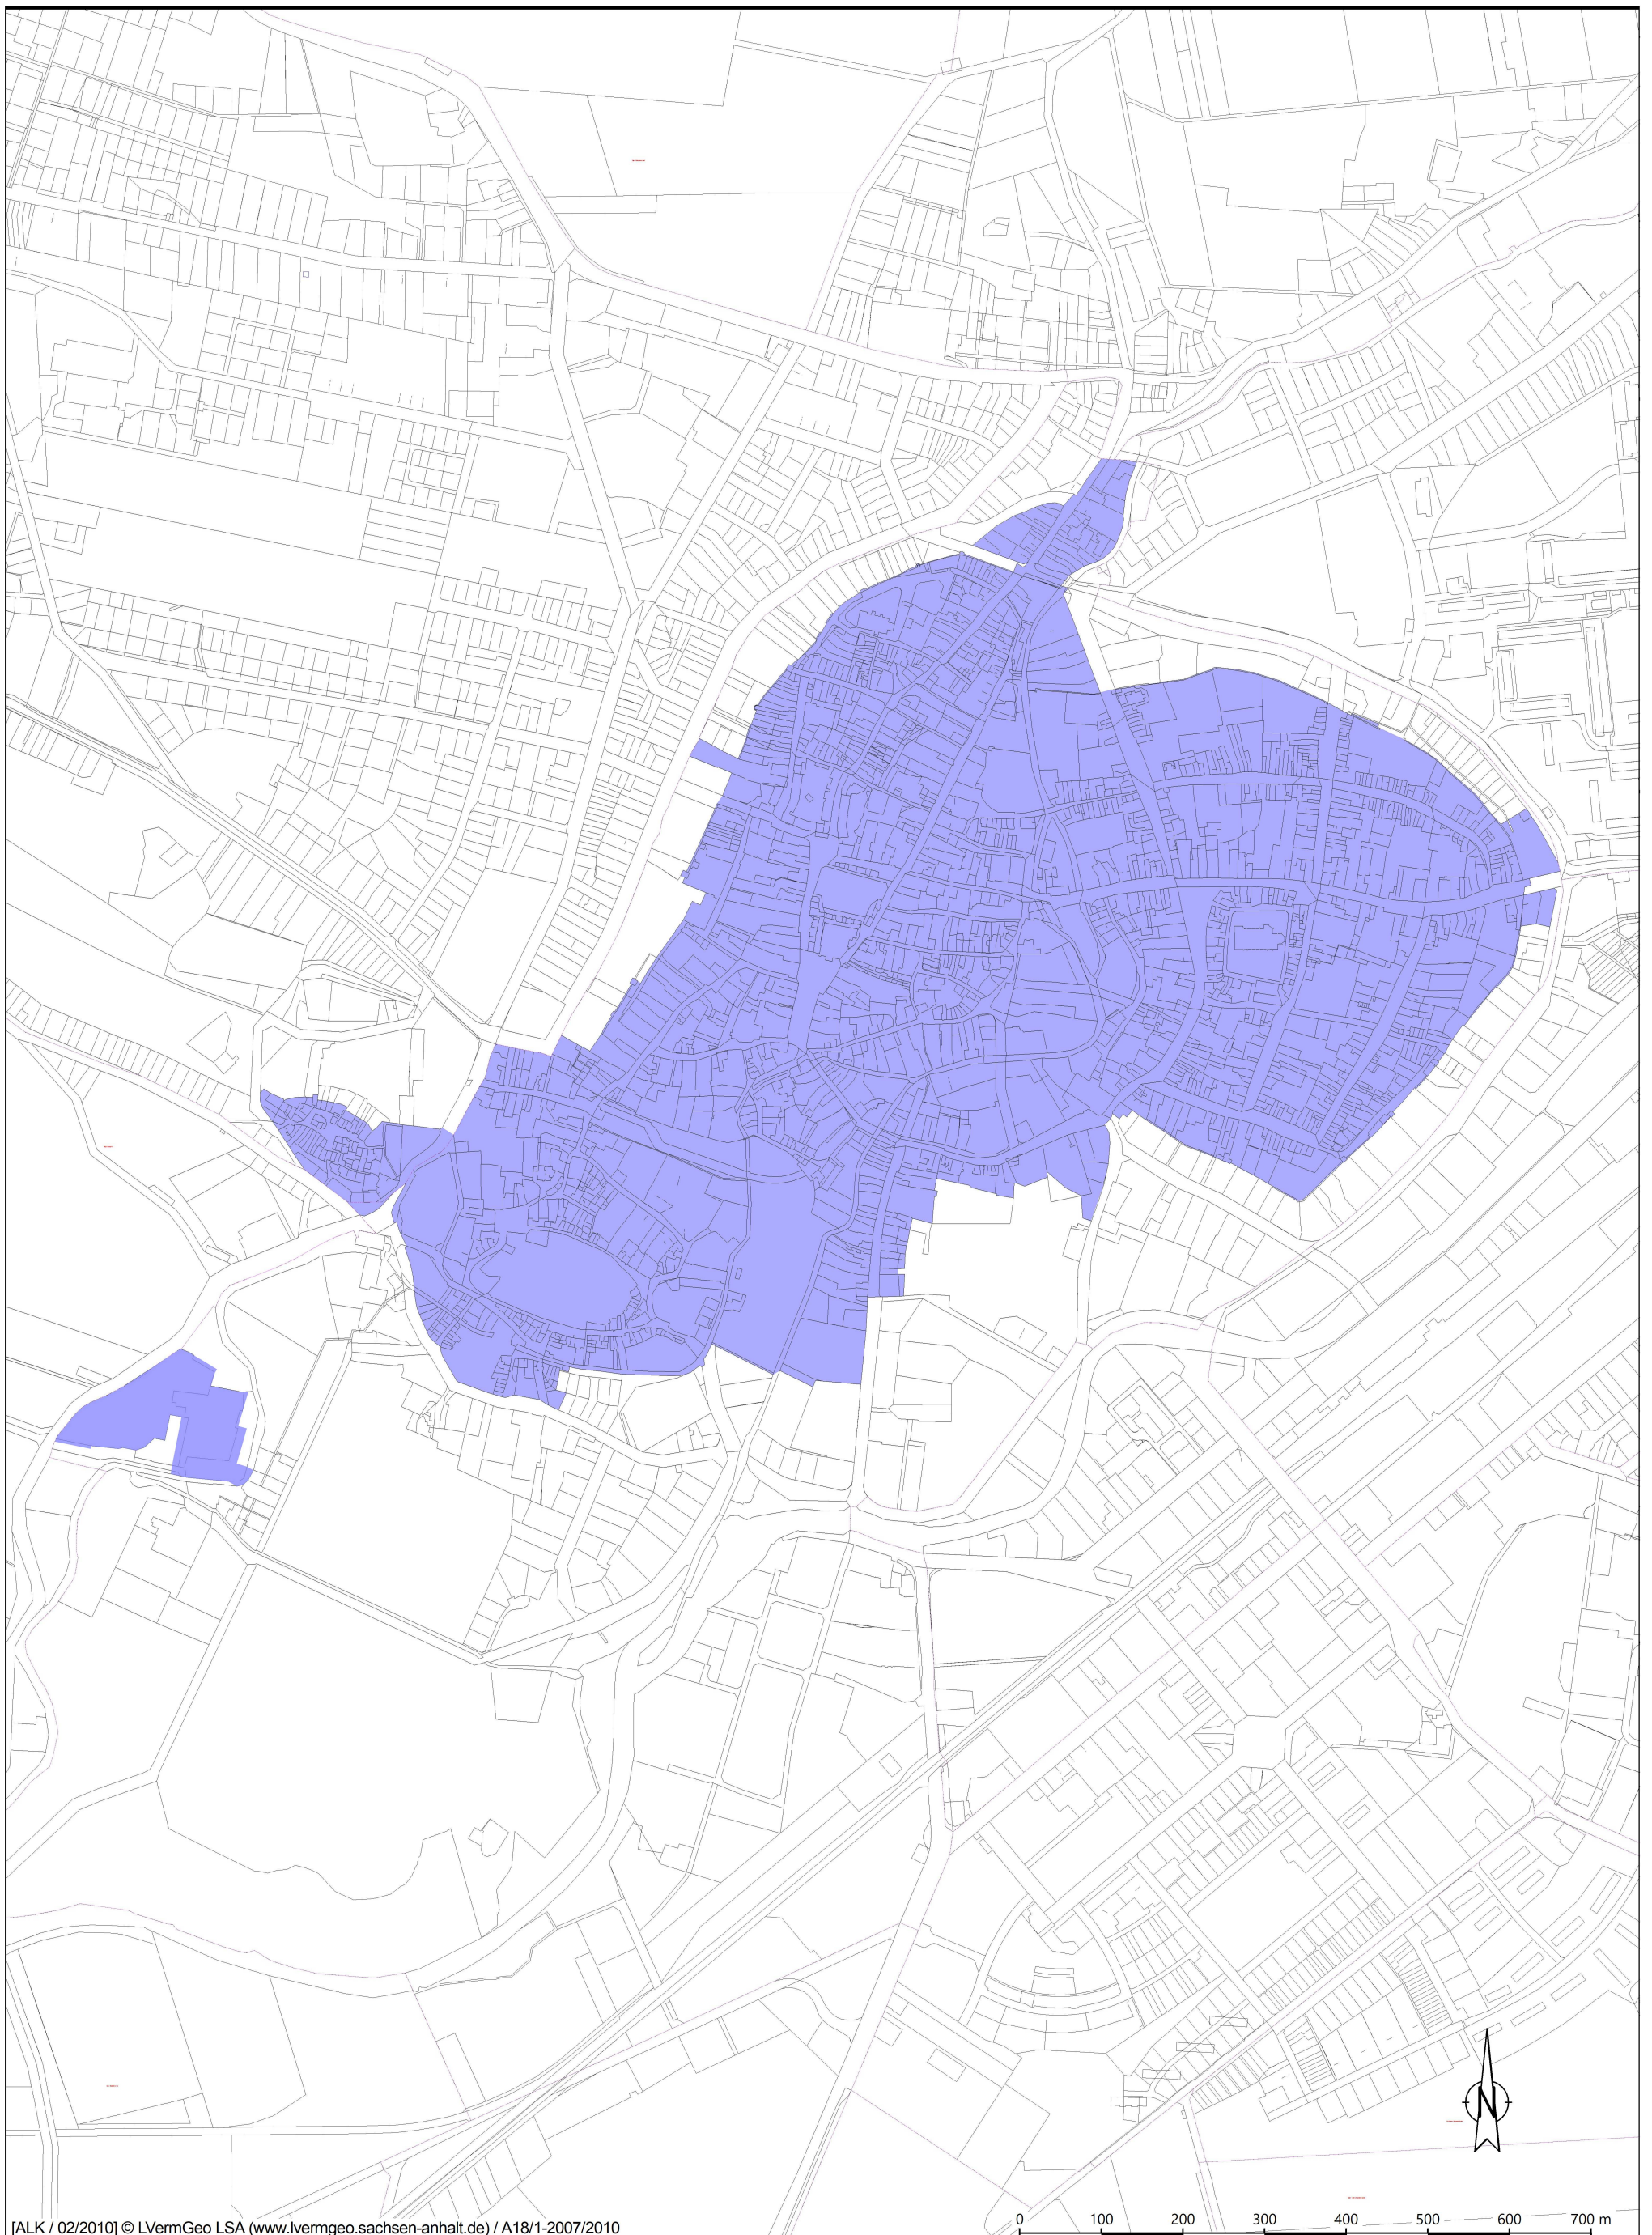 N
[ALK / 02/2010] © LVermGeo LSA (www.lvermgeo.sachsen-anhalt.de) / A18/1-2007/2010
0 100 200 300 400 500 600 700 m